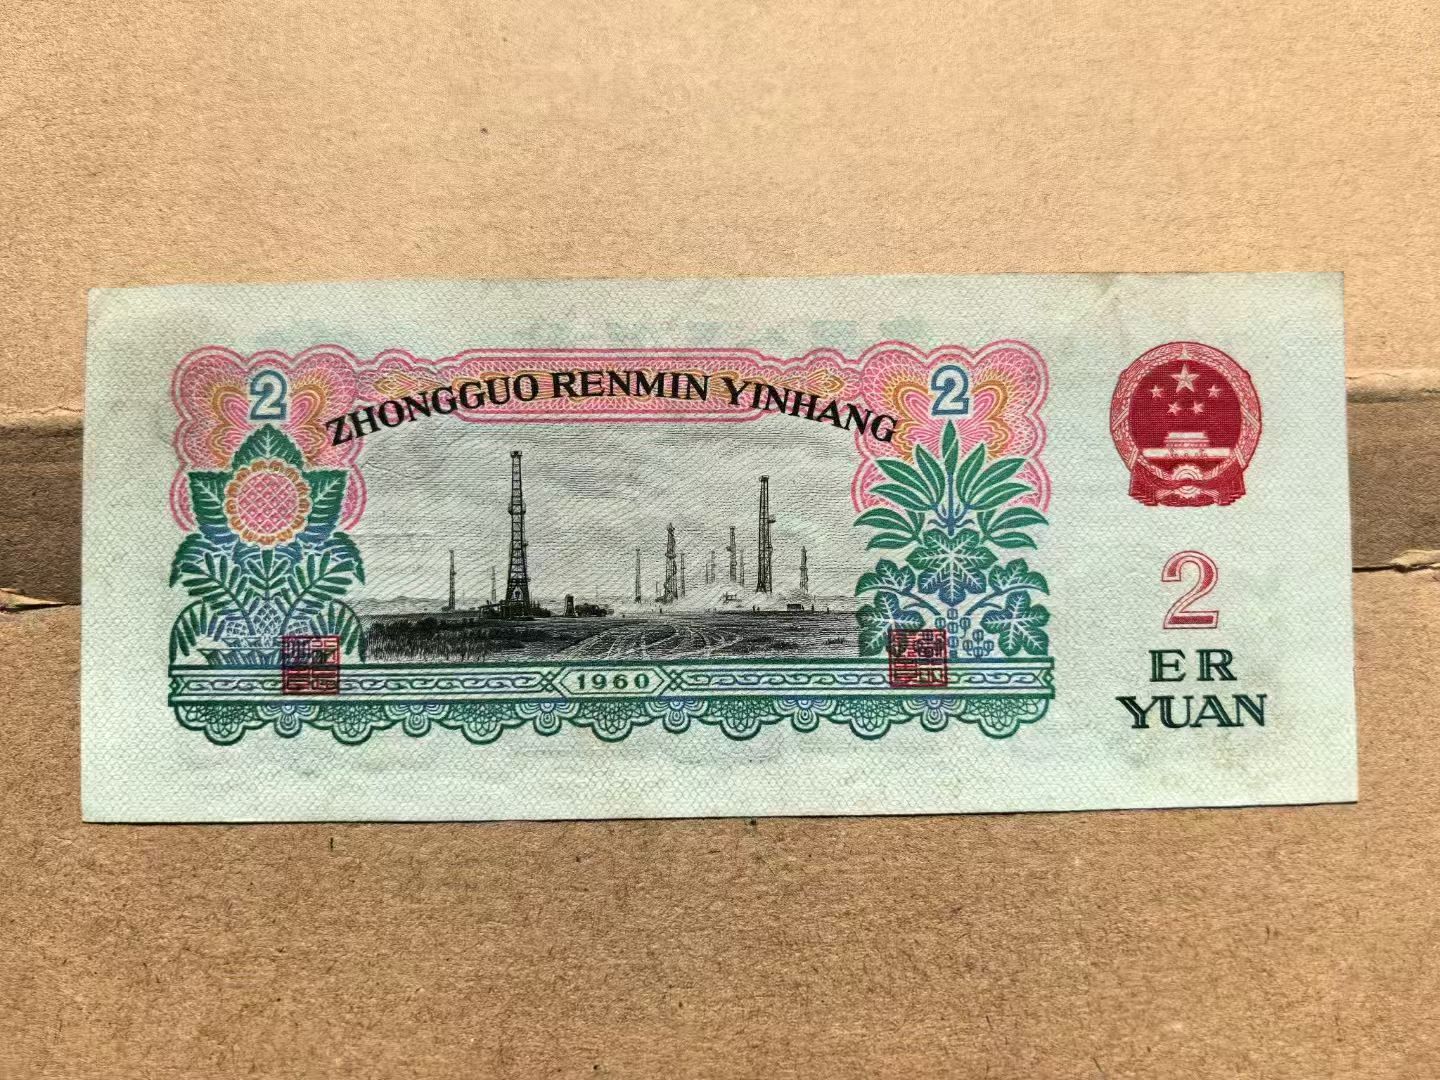 ZHONGGUO RENMIN YINHANG
2
2
1960
2
ER
YUAN